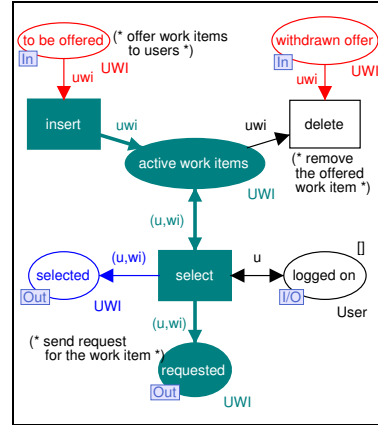 to be offered
(* offer work items
to users *)
withdrawn offer
In
UWI
In
UWI
uwi
uwi
insert
uwi
uwi
delete
active work items
(* remove
the offered
work item *)
UWI
(u,wi)
(u,wi)
u
[]
selected
select
logged on
Out
UWI
I/O
User
(u,wi)
(* send request
for the work item *)
requested
Out
UWI